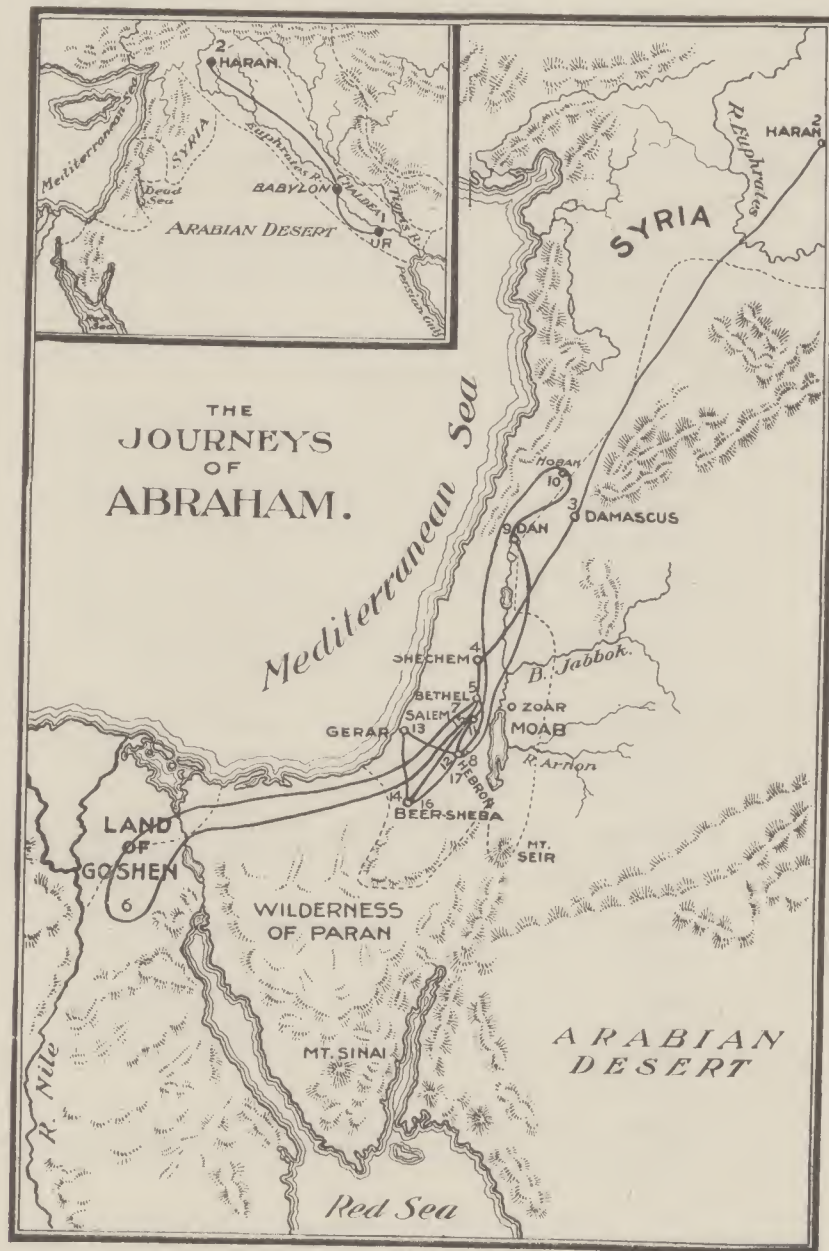 2
HARAN
Mediterranean Sea
SYRIA
Euphrates R.
Dead
Sea
BABYLON
CHALDEA
Tigris R.
ARABIAN DESERT
UR
Persian Gulf
Red
Sea
THE
JOURNEYS
OF
ABRAHAM.
Mediterranean Sea
R. Euphrates
2
HARAN
SYRIA
HOBAH
10
3
DAMASCUS
9
DAN
4
SHECHEM
B. Jabbok.
5
BETHEL
7
SALEM
11
ZOAR
MOAB
GERAR
13
12
8
17
HEBRON
R. Arnon
14
16
BEER-SHEBA
MT.
SEIR
LAND
OF
GOSHEN
6
WILDERNESS
OF PARAN
MT. SINAI
ARABIAN
DESERT
R. Nile
Red Sea